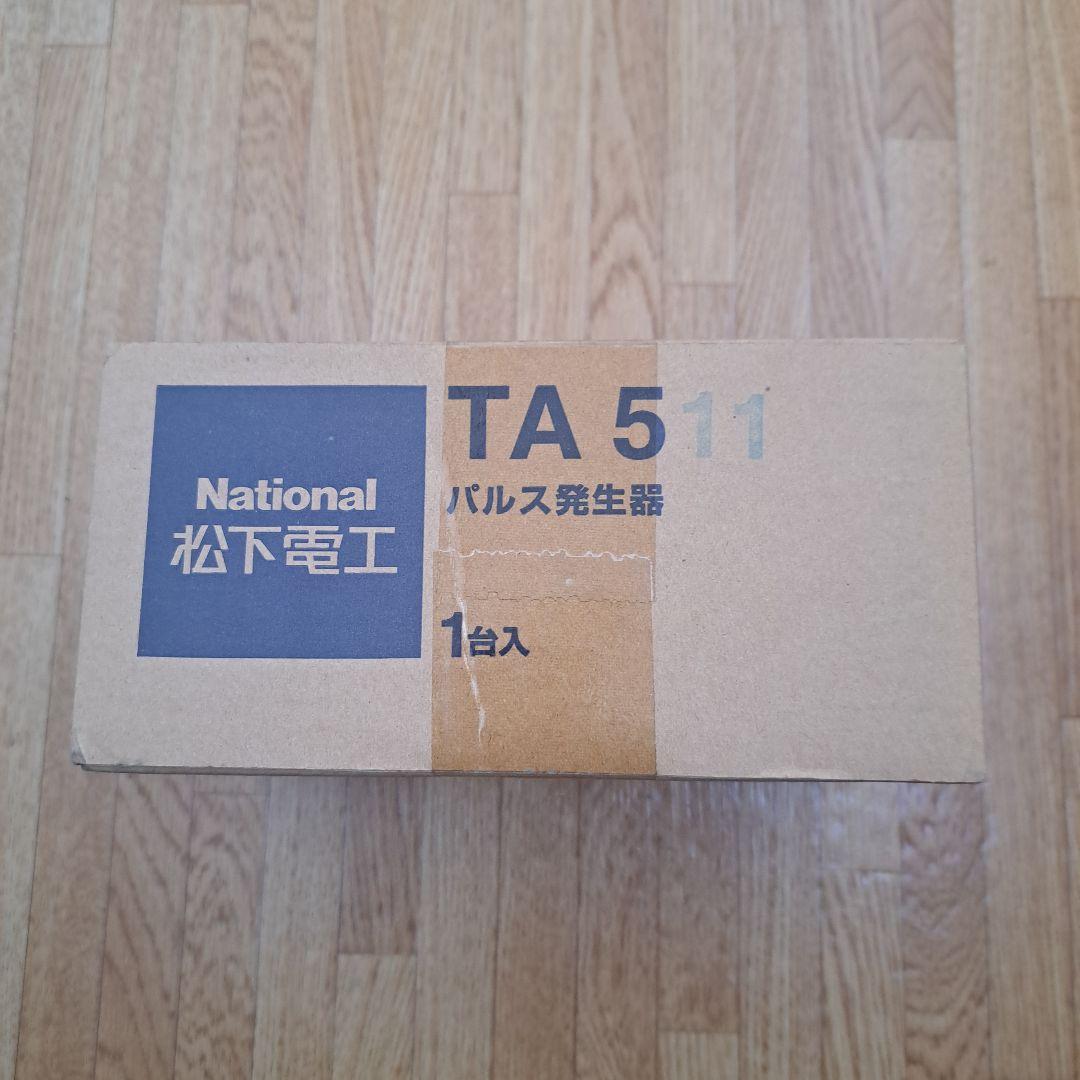 National
松下電工
TA 511
パルス発生器
1台入